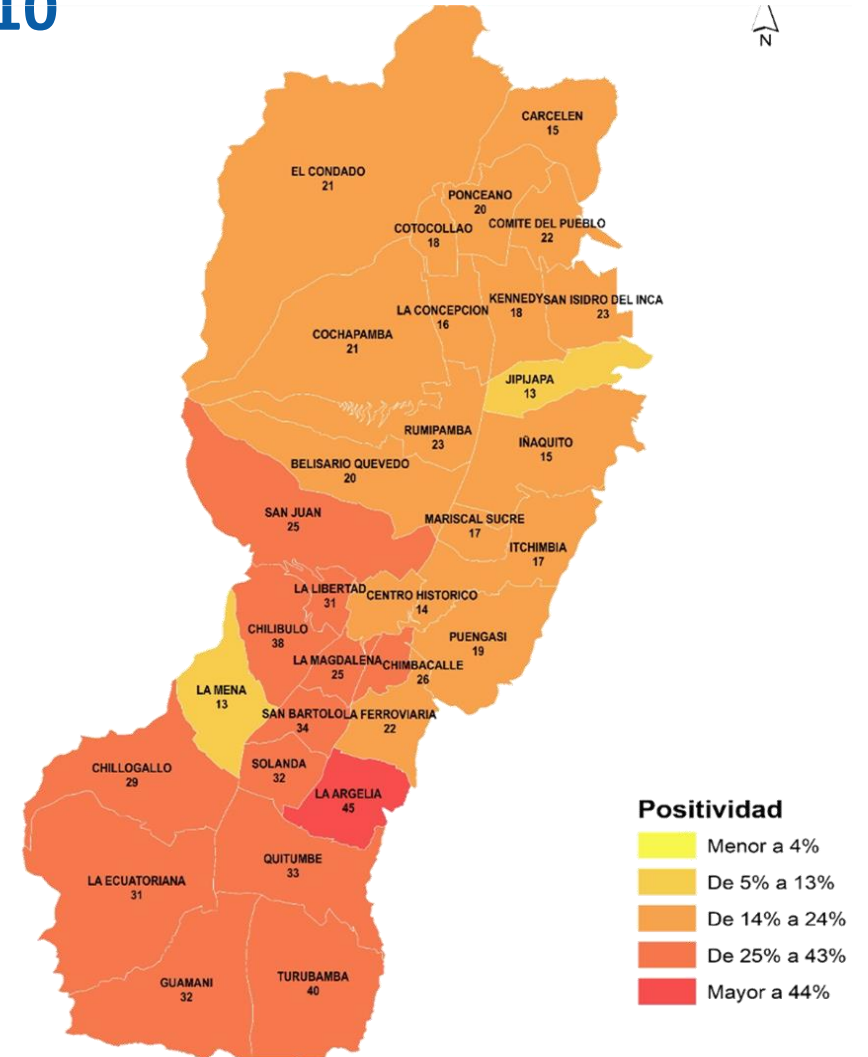 10
N
CARCELEN
15
EL CONDADO
21
PONCEANO
20
COTOCOLLAO
18
COMITE DEL PUEBLO
22
LA CONCEPCION
16
KENNEDY
18
SAN ISIDRO DEL INCA
23
COCHAPAMBA
21
JIPIJAPA
13
RUMIPAMBA
23
IÑAQUITO
15
BELISARIO QUEVEDO
20
SAN JUAN
25
MARISCAL SUCRE
17
ITCHIMBIA
17
LA LIBERTAD
31
CENTRO HISTORICO
14
CHILIBULO
38
PUENGASI
19
LA MAGDALENA
25
CHIMBACALLE
26
LA MENA
13
SAN BARTOLO
34
LA FERROVIARIA
22
CHILLOGALLO
29
SOLANDA
32
LA ARGELIA
45
QUITUMBE
33
LA ECUATORIANA
31
GUAMANI
32
TURUBAMBA
40
Positividad
Menor a 4%
De 5% a 13%
De 14% a 24%
De 25% a 43%
Mayor a 44%